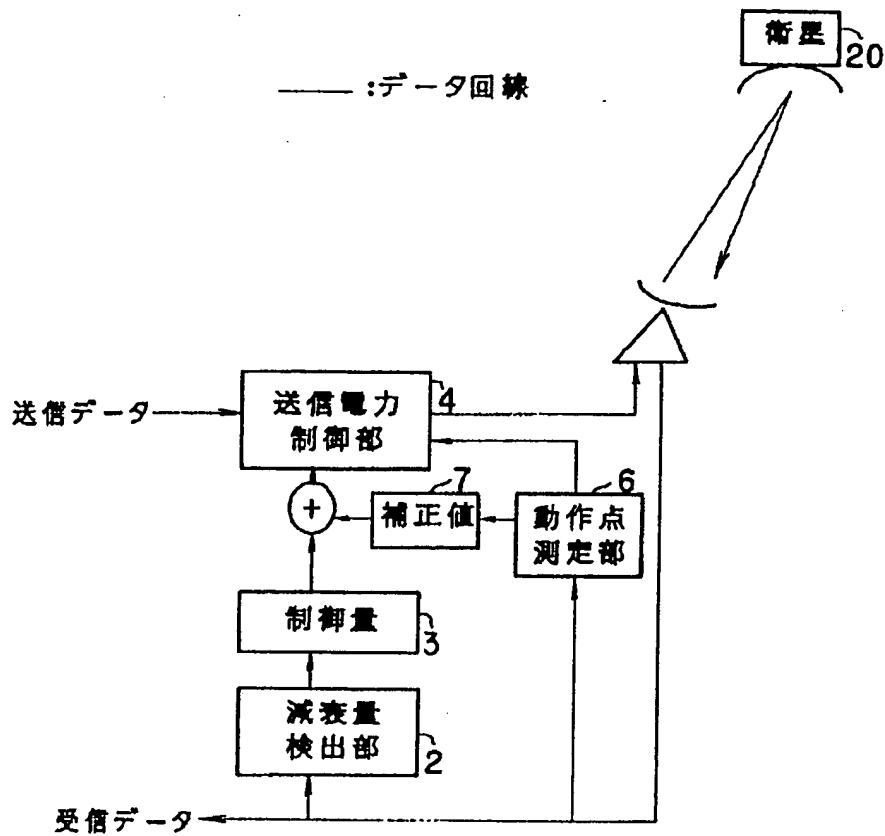 衛星
20
:データ回線
送信データ
送信電力
制御部
4
+
7
補正値
6
動作点
測定部
制御量
3
減衰量
検出部
2
受信データ